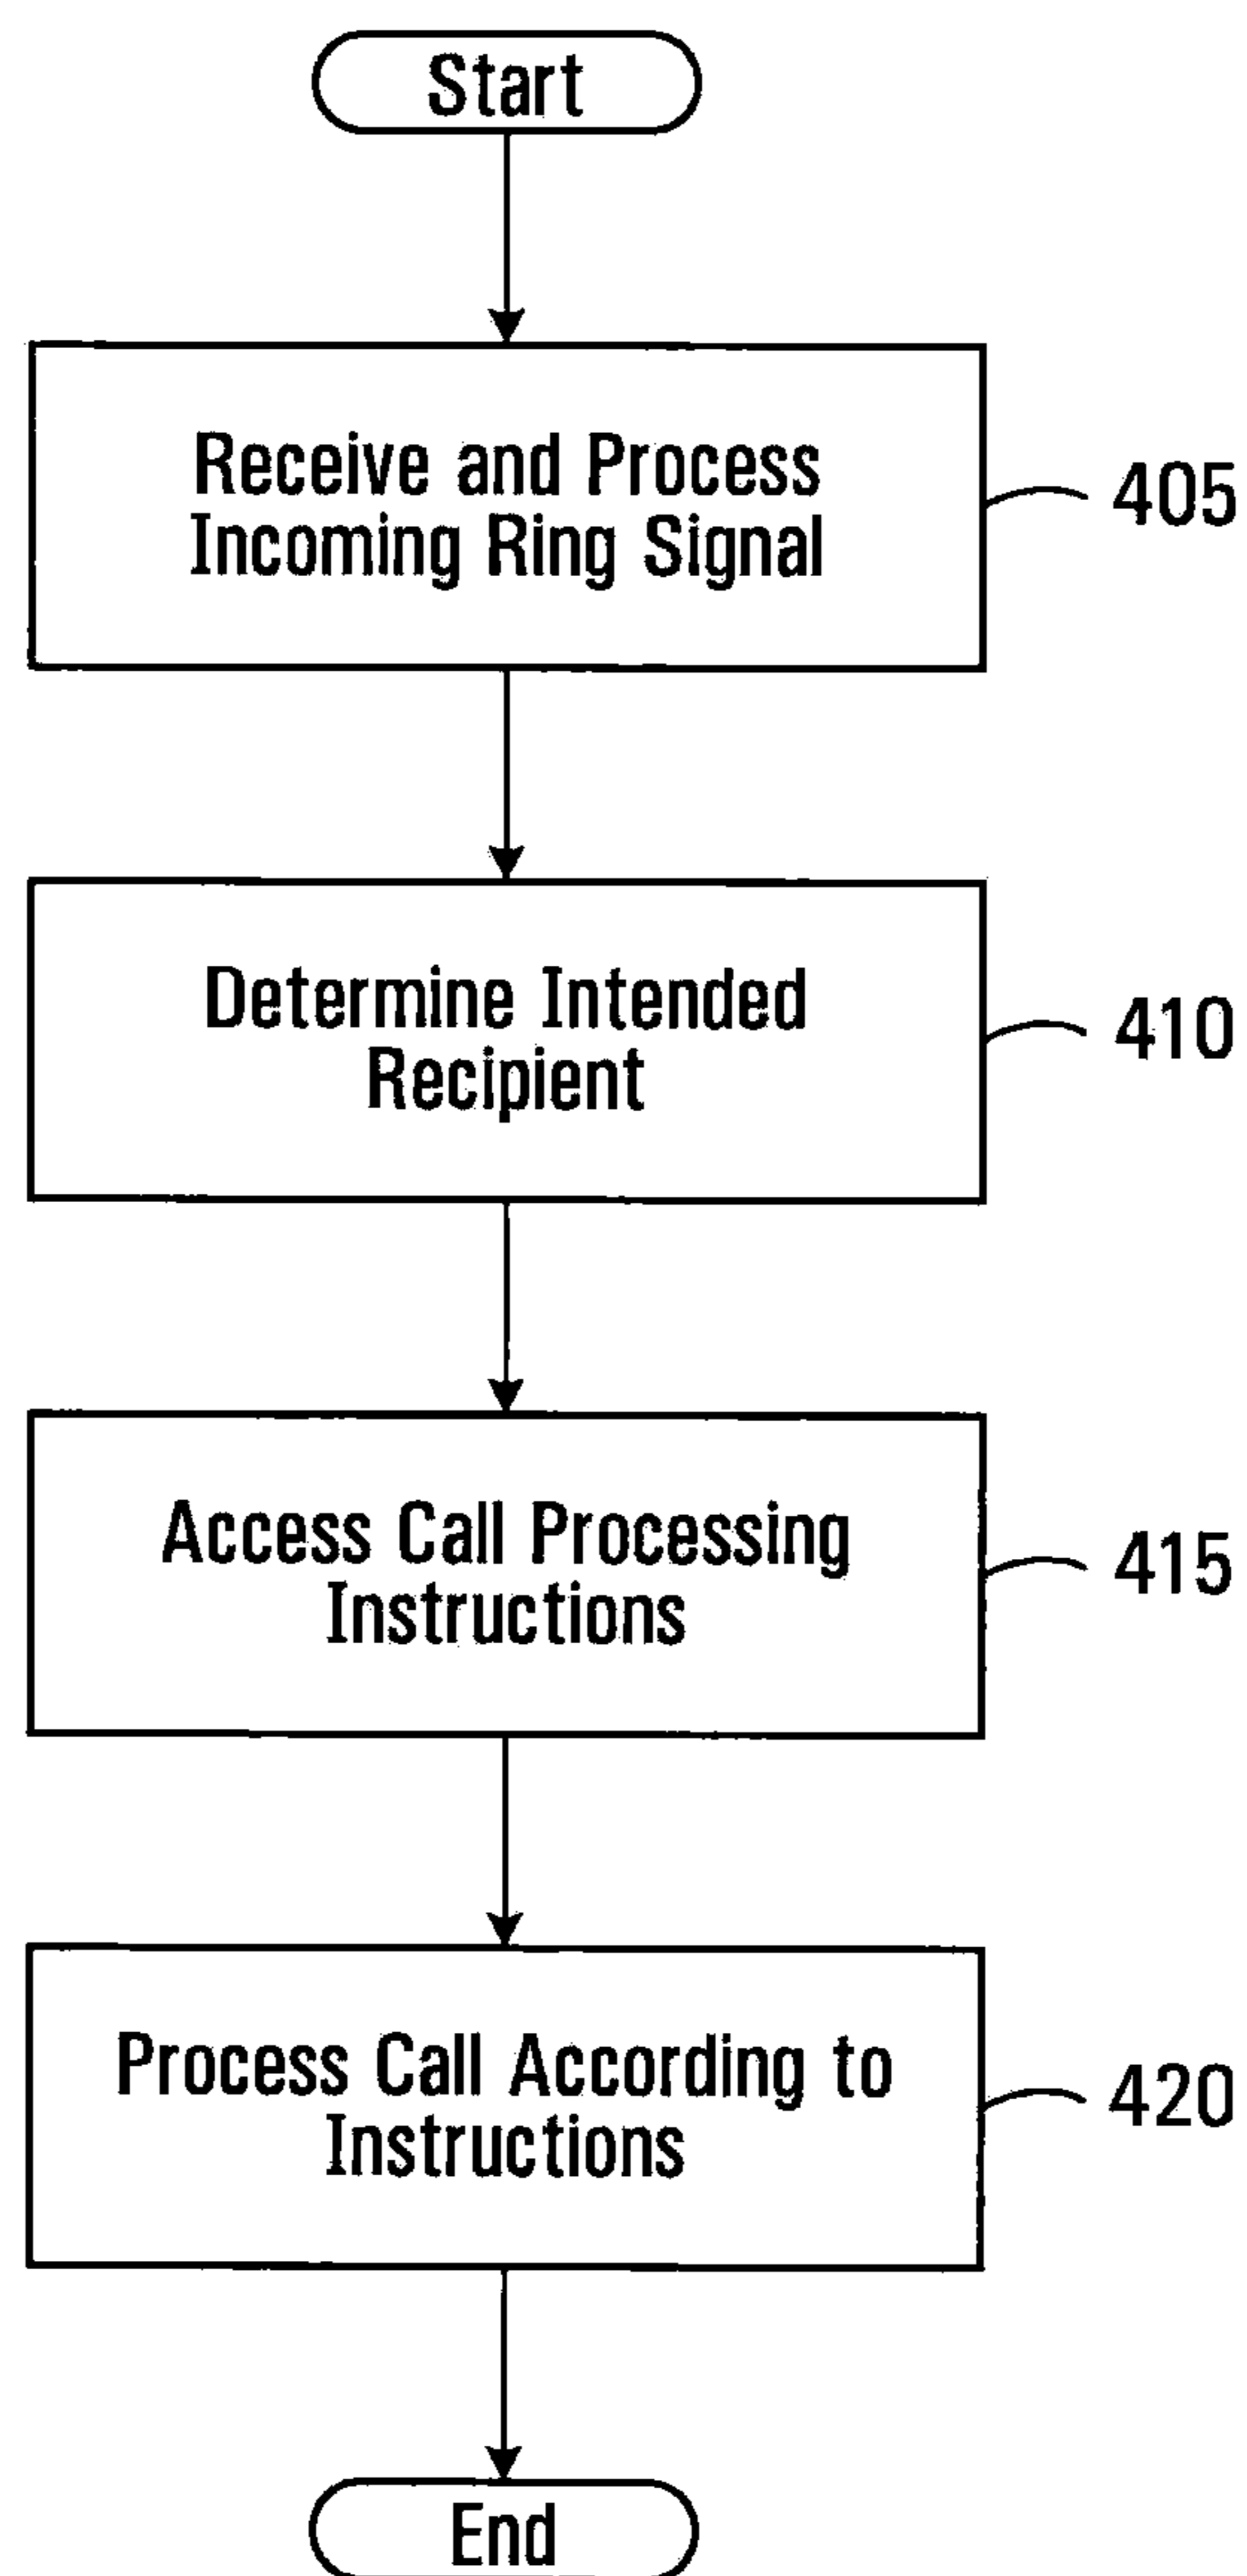 Start
Receive and Process
Incoming Ring Signal
405
Determine Intended
Recipient
410
Access Call Processing
Instructions
415
Process Call According to
Instructions
420
End